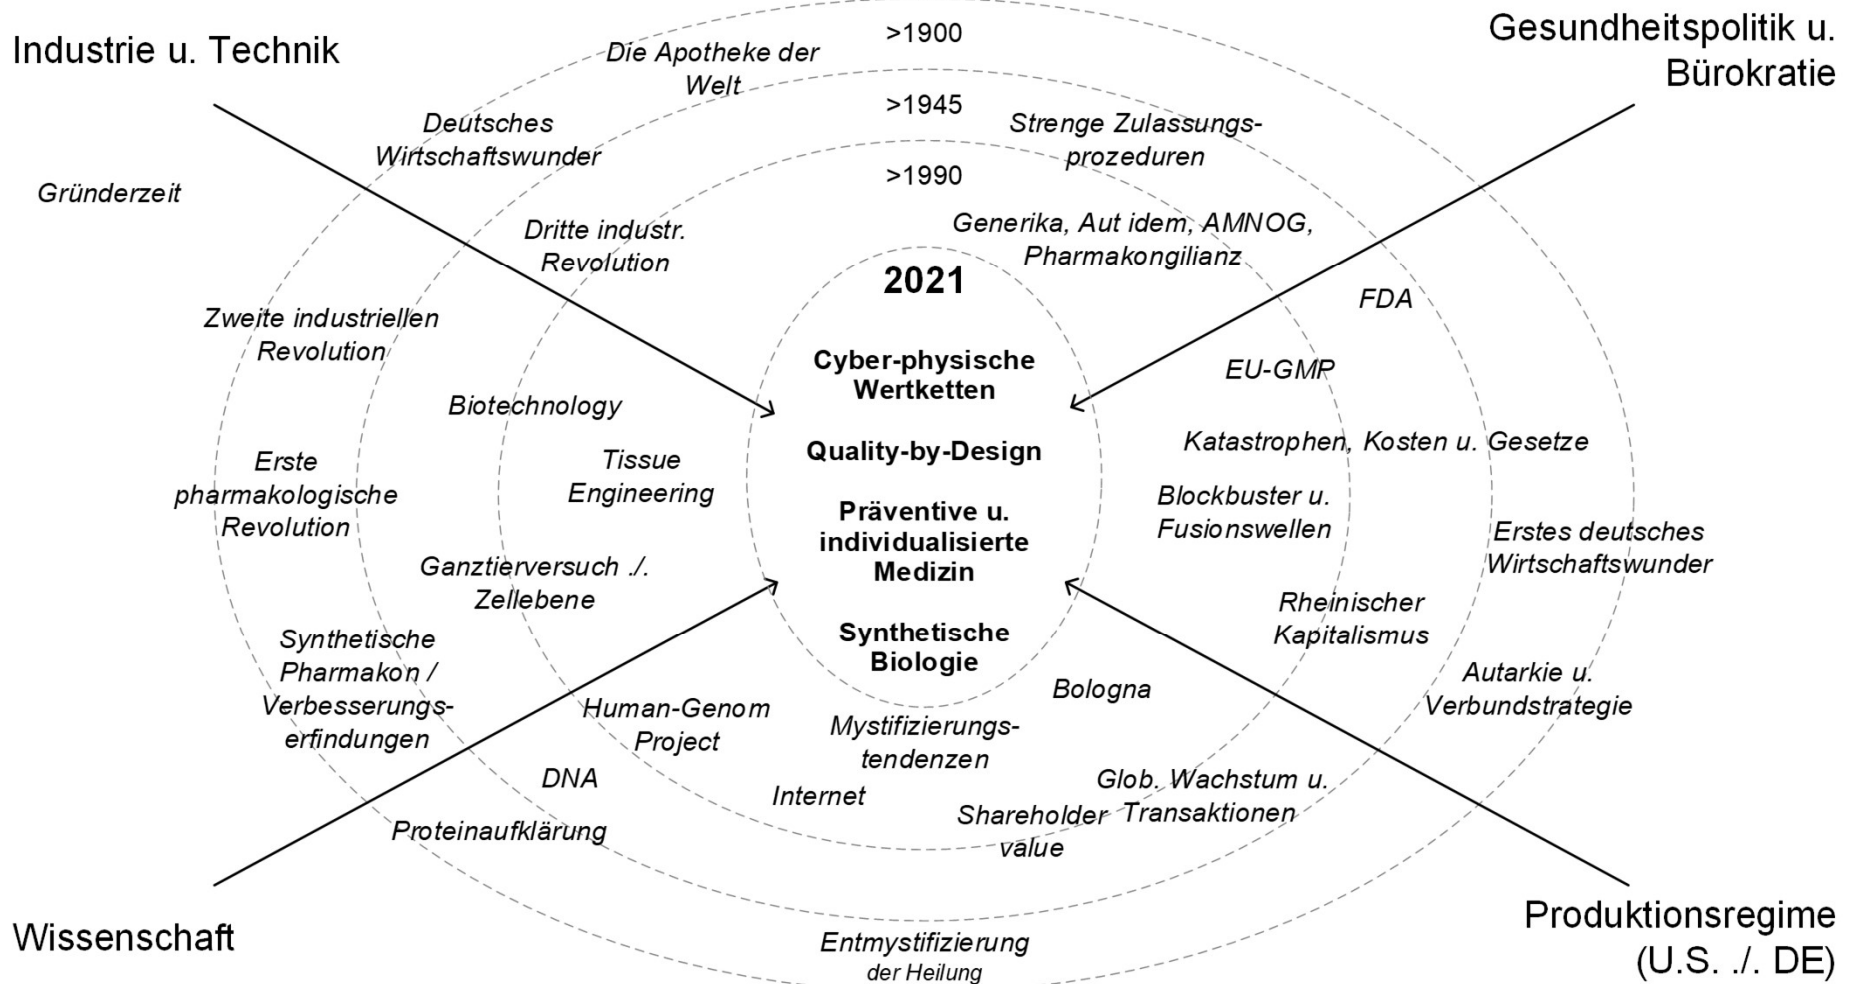 Industrie u. Technik
Gesundheitspolitik u.
Bürokratie
>1900
Die Apotheke der
Welt
>1945
Deutsches
Wirtschaftswunder
Strenge Zulassungs-
prozeduren
>1990
Gründerzeit
Dritte industr.
Revolution
Generika, Aut idem, AMNOG,
Pharmakongilianz
2021
FDA
Zweite industriellen
Revolution
Cyber-physische
Wertketten
EU-GMP
Biotechnology
Quality-by-Design
Katastrophen, Kosten u. Gesetze
Erste
pharmakologische
Revolution
Tissue
Engineering
Präventive u.
individualisierte
Medizin
Blockbuster u.
Fusionswellen
Erstes deutsches
Wirtschaftswunder
Ganztierversuch ./.
Zellebene
Rheinischer
Kapitalismus
Synthetische
Pharmakon /
Verbesserungs-
erfindungen
Synthetische
Biologie
Autarkie u.
Verbundstrategie
Bologna
Human-Genom
Project
Mystifizierungs-
tendenzen
DNA
Internet
Glob. Wachstum u.
Transaktionen
Shareholder
value
Proteinaufklärung
Wissenschaft
Entmystifizierung
der Heilung
Produktionsregime
(U.S. ./. DE)